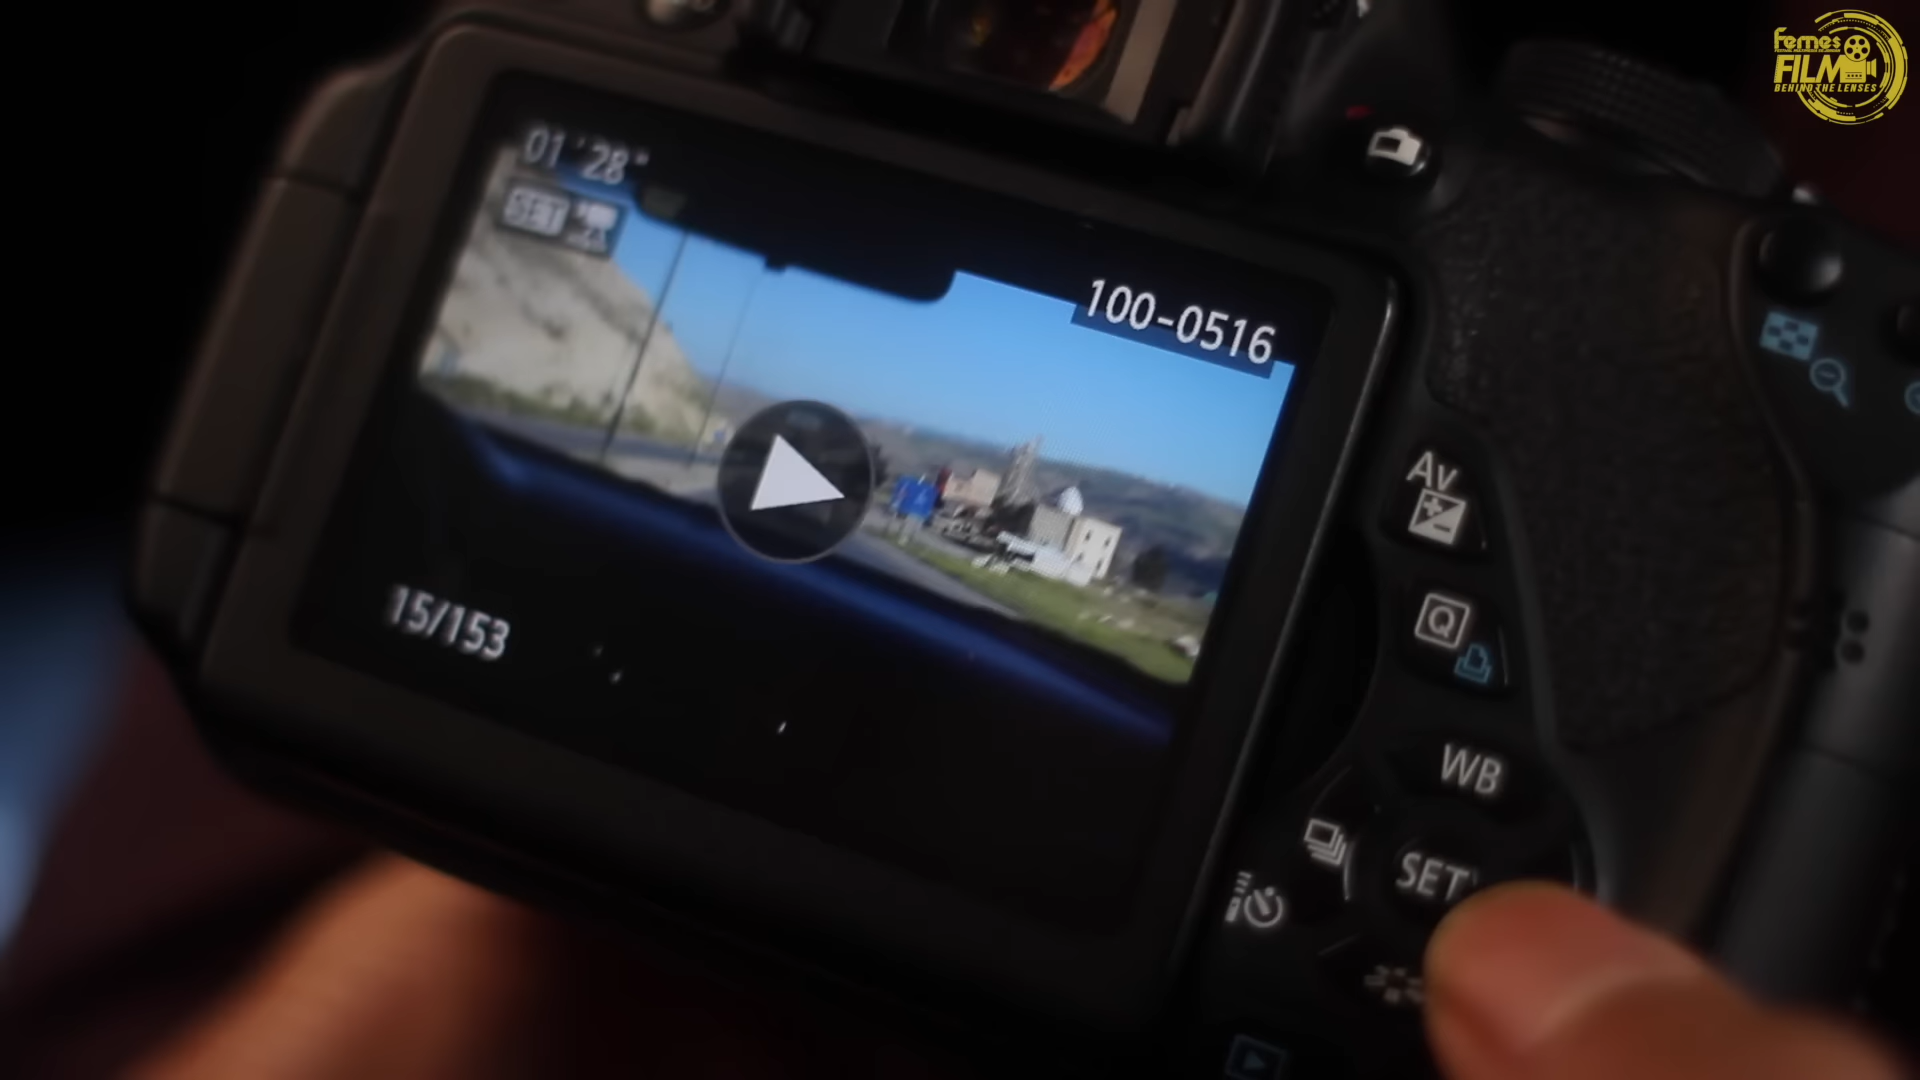 Femes
FILM
BEHIND THE LENSES
01'28"
SET
100-0516
15/153
Av
Q
WB
SET